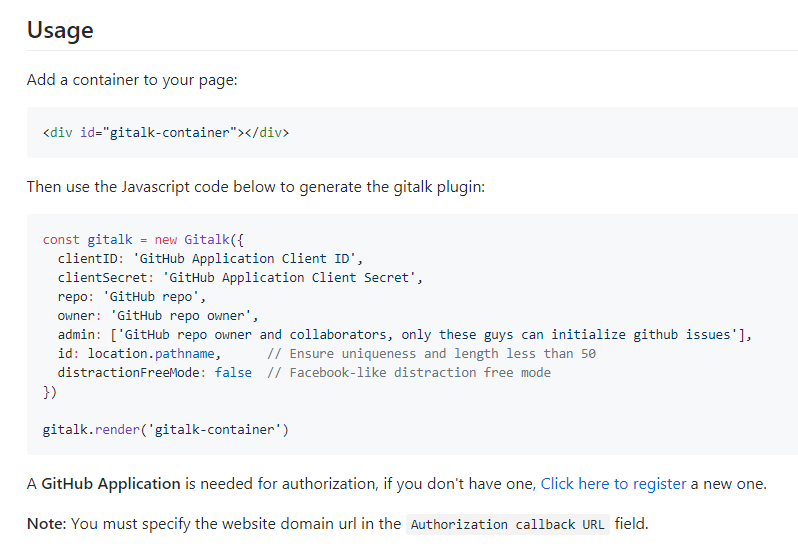 Usage
Add a container to your page:
<div id="gitalk-container"></div>
Then use the Javascript code below to generate the gitalk plugin:
const gitalk = new Gitalk({
  clientID: 'GitHub Application Client ID',
  clientSecret: 'GitHub Application Client Secret',
  repo: 'GitHub repo',
  owner: 'GitHub repo owner',
  admin: ['GitHub repo owner and collaborators, only these guys can initialize github issues'],
  id: location.pathname,      // Ensure uniqueness and length less than 50
  distractionFreeMode: false  // Facebook-like distraction free mode
})
gitalk.render('gitalk-container')
A GitHub Application is needed for authorization, if you don't have one, Click here to register a new one.
Note: You must specify the website domain url in the Authorization callback URL field.